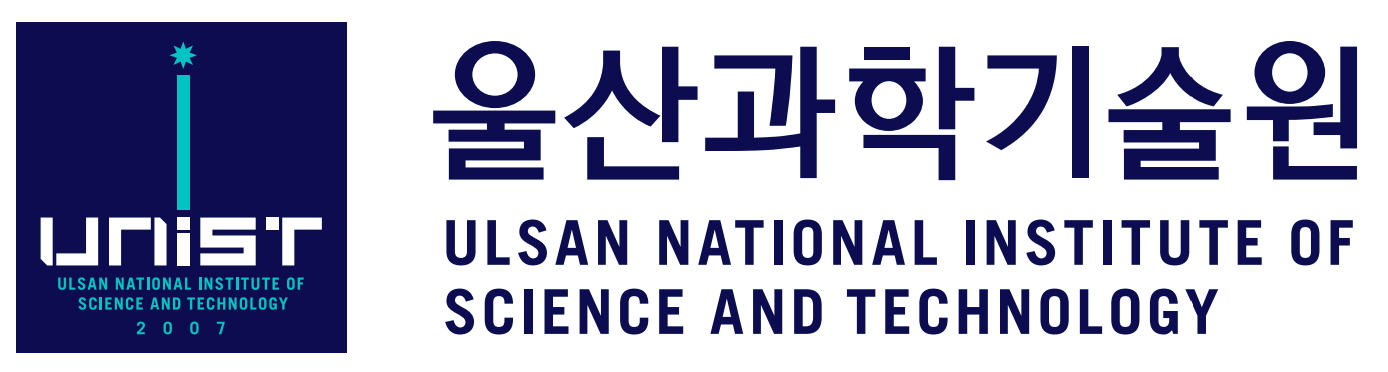 UNIST
ULSAN NATIONAL INSTITUTE OF
SCIENCE AND TECHNOLOGY
2007
울산과학기술원
ULSAN NATIONAL INSTITUTE OF
SCIENCE AND TECHNOLOGY